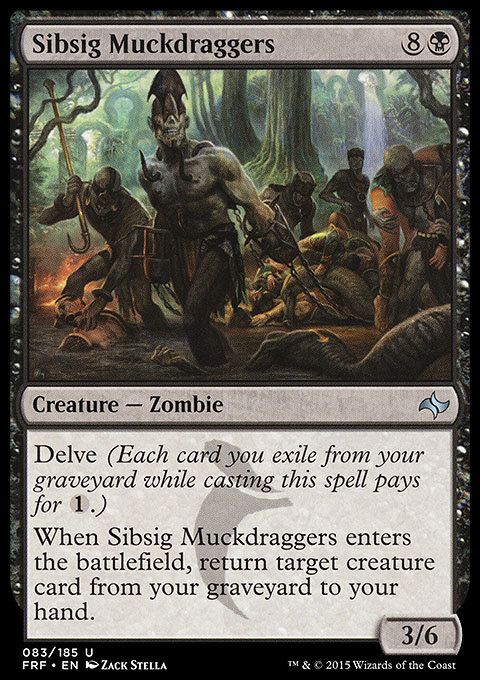 Sibsig Muckdraggers 8
Creature — Zombie
Delve (Each card you exile from your
graveyard while casting this spell pays
for 1.)
When Sibsig Muckdraggers enters
the battlefield, return target creature
card from your graveyard to your
hand.
3/6
083/185 U
FRF • EN Zack Stella
™ & © 2015 Wizards of the Coast